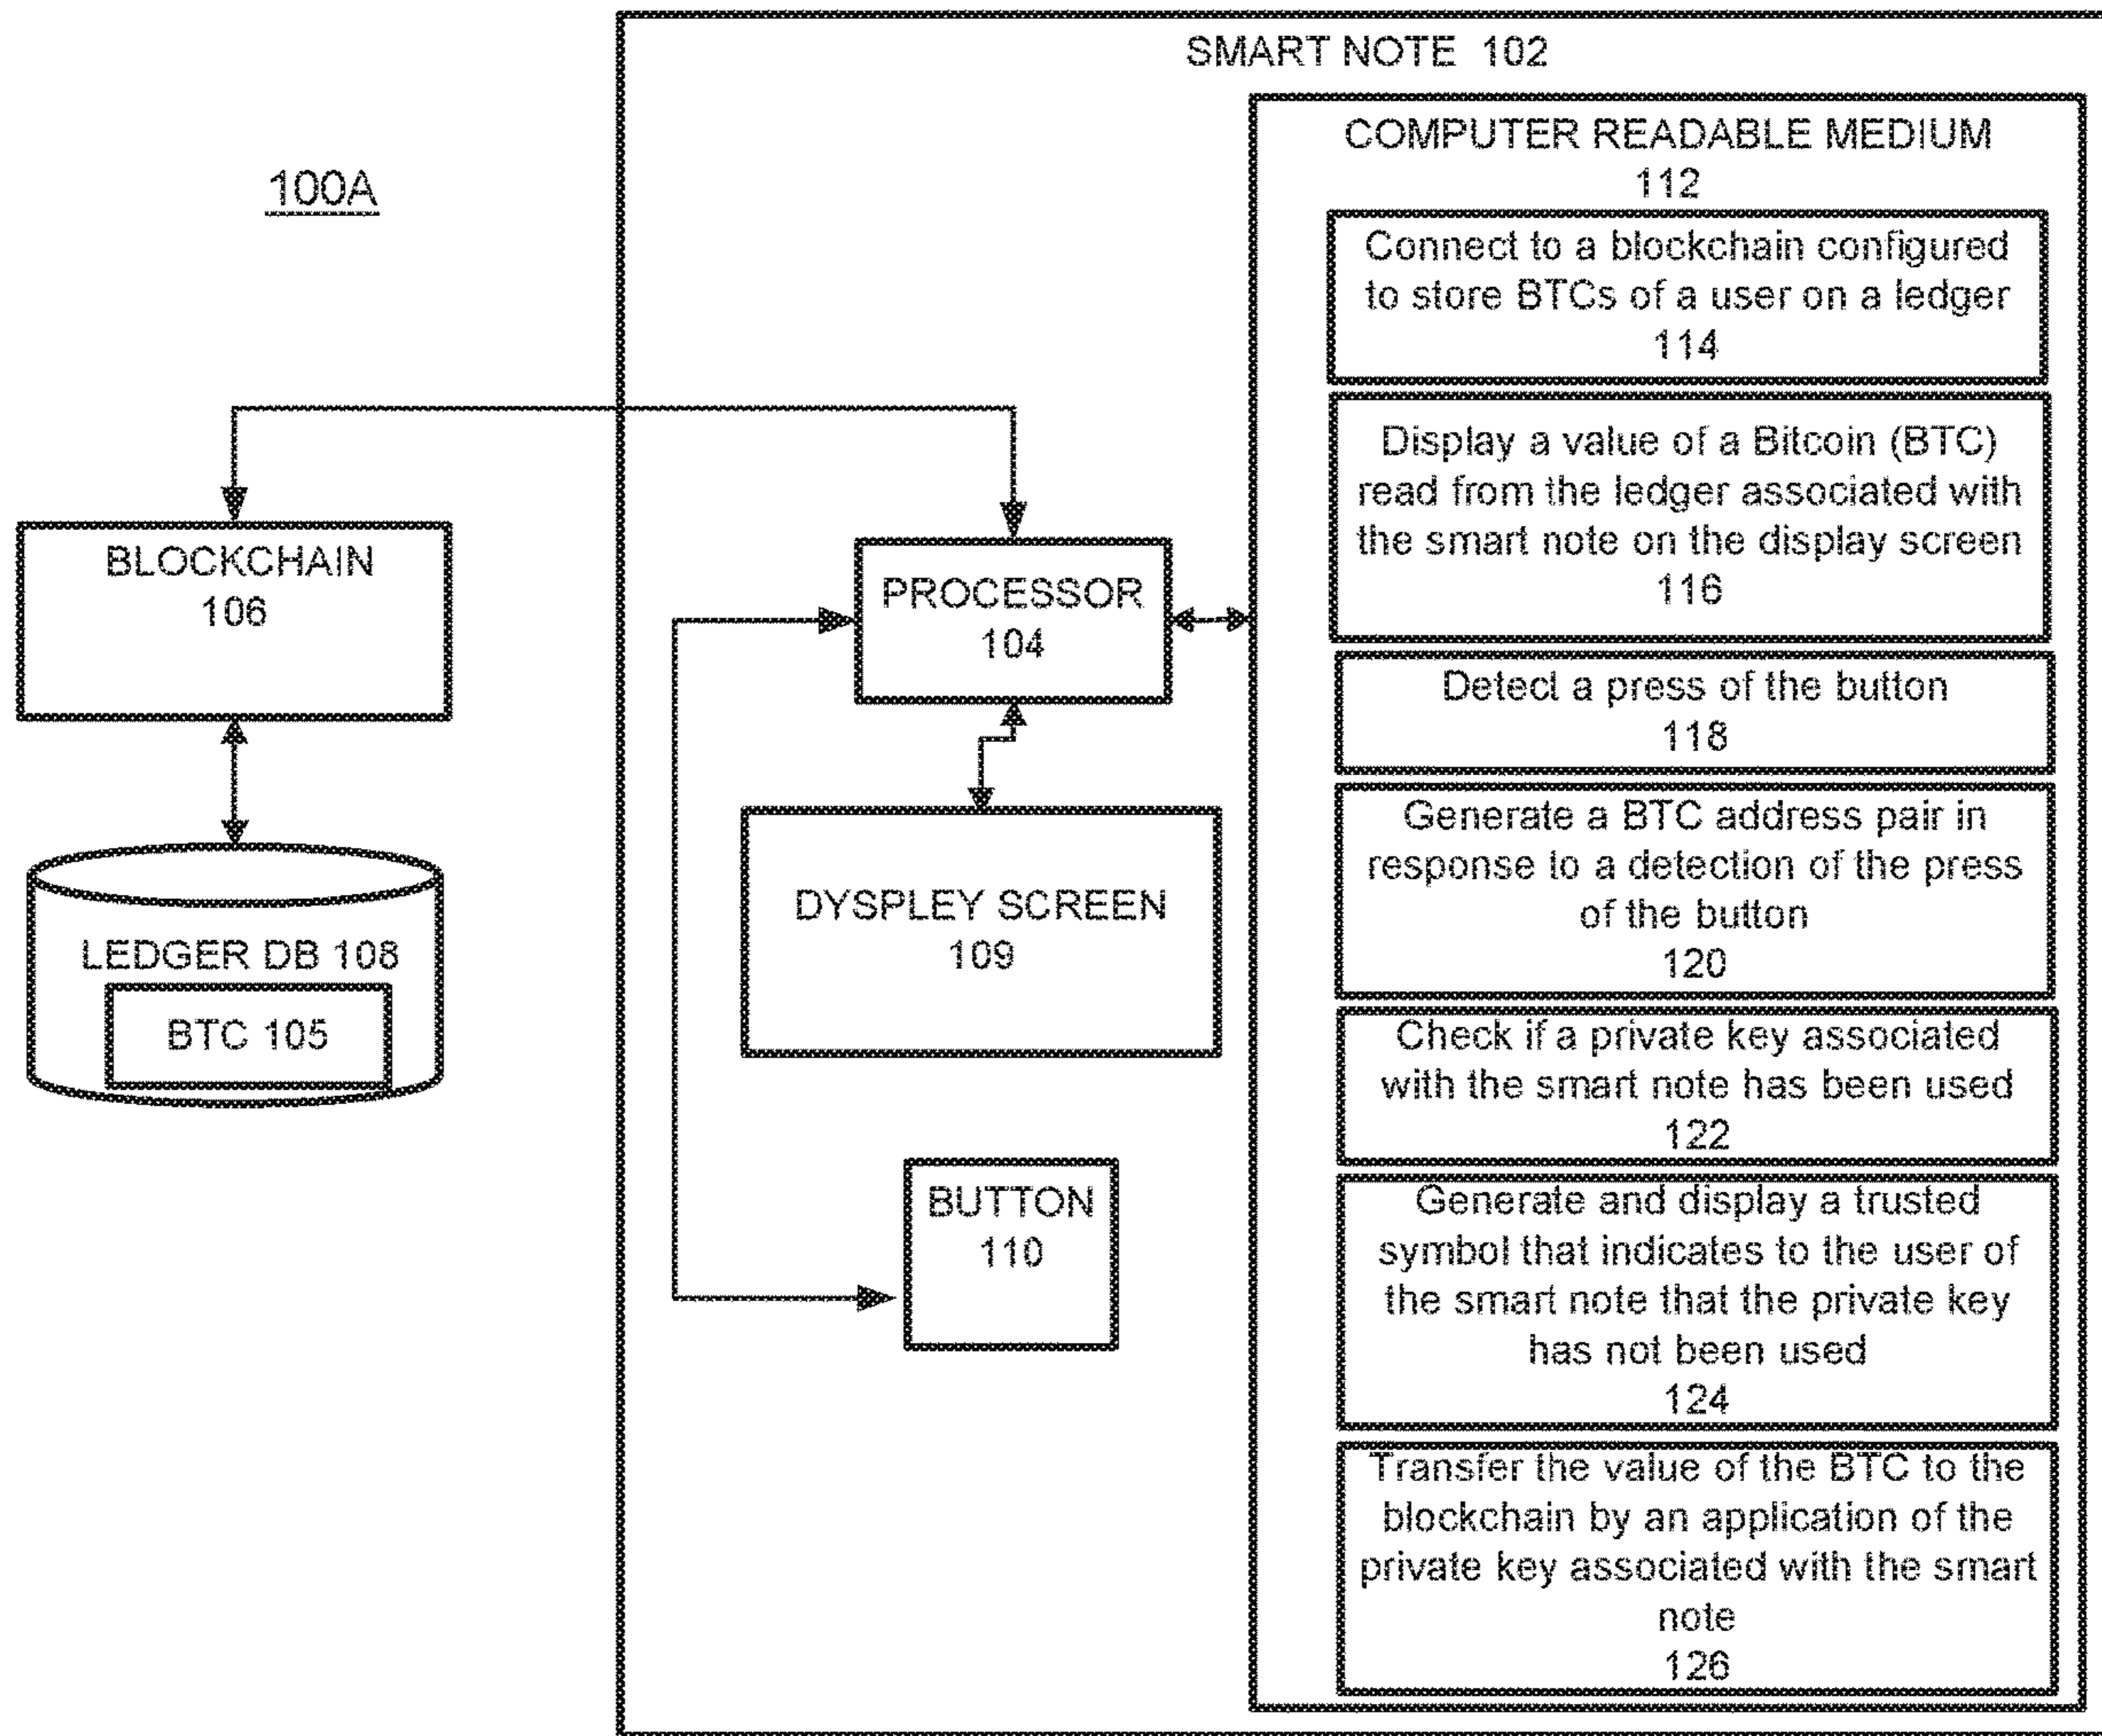 100A
SMART NOTE 102
BLOCKCHAIN
106
LEDGER DB 108
BTC 105
PROCESSOR
104
DYSPLEY SCREEN
109
BUTTON
110
COMPUTER READABLE MEDIUM
112
Connect to a blockchain configured
to store BTCs of a user on a ledger
114
Display a value of a Bitcoin (BTC)
read from the ledger associated with
the smart note on the display screen
116
Detect a press of the button
118
Generate a BTC address pair in
response to a detection of the press
of the button
120
Check if a private key associated
with the smart note has been used
122
Generate and display a trusted
symbol that indicates to the user of
the smart note that the private key
has not been used
124
Transfer the value of the BTC to the
blockchain by an application of the
private key associated with the smart
note
126